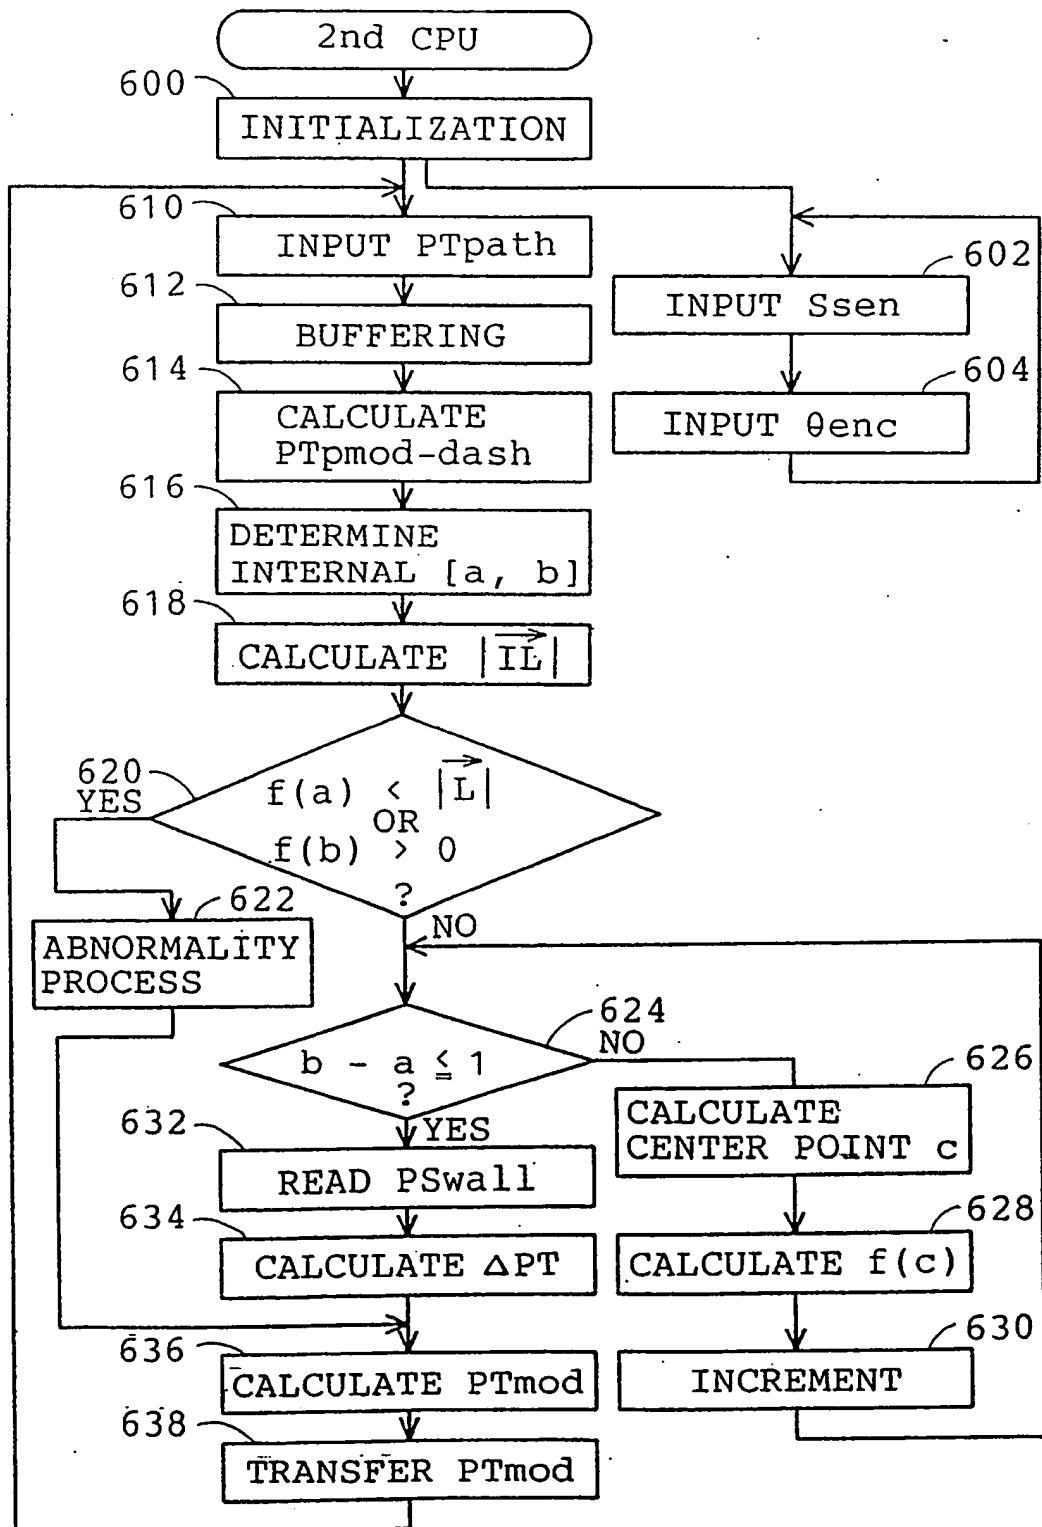 2nd CPU
600
INITIALIZATION
610
INPUT PTpath
602
INPUT Ssen
612
BUFFERING
604
INPUT θenc
614
CALCULATE
PTpmod-dash
616
DETERMINE
INTERNAL [a, b]
618
CALCULATE |IL|
620
YES
f(a) < |L|
OR
f(b) > 0
?
NO
622
ABNORMALITY
PROCESS
624
NO
b - a ≦ 1
?
YES
626
CALCULATE
CENTER POINT c
632
READ PSwall
628
CALCULATE f(c)
634
CALCULATE ΔPT
630
INCREMENT
636
CALCULATE PTmod
638
TRANSFER PTmod